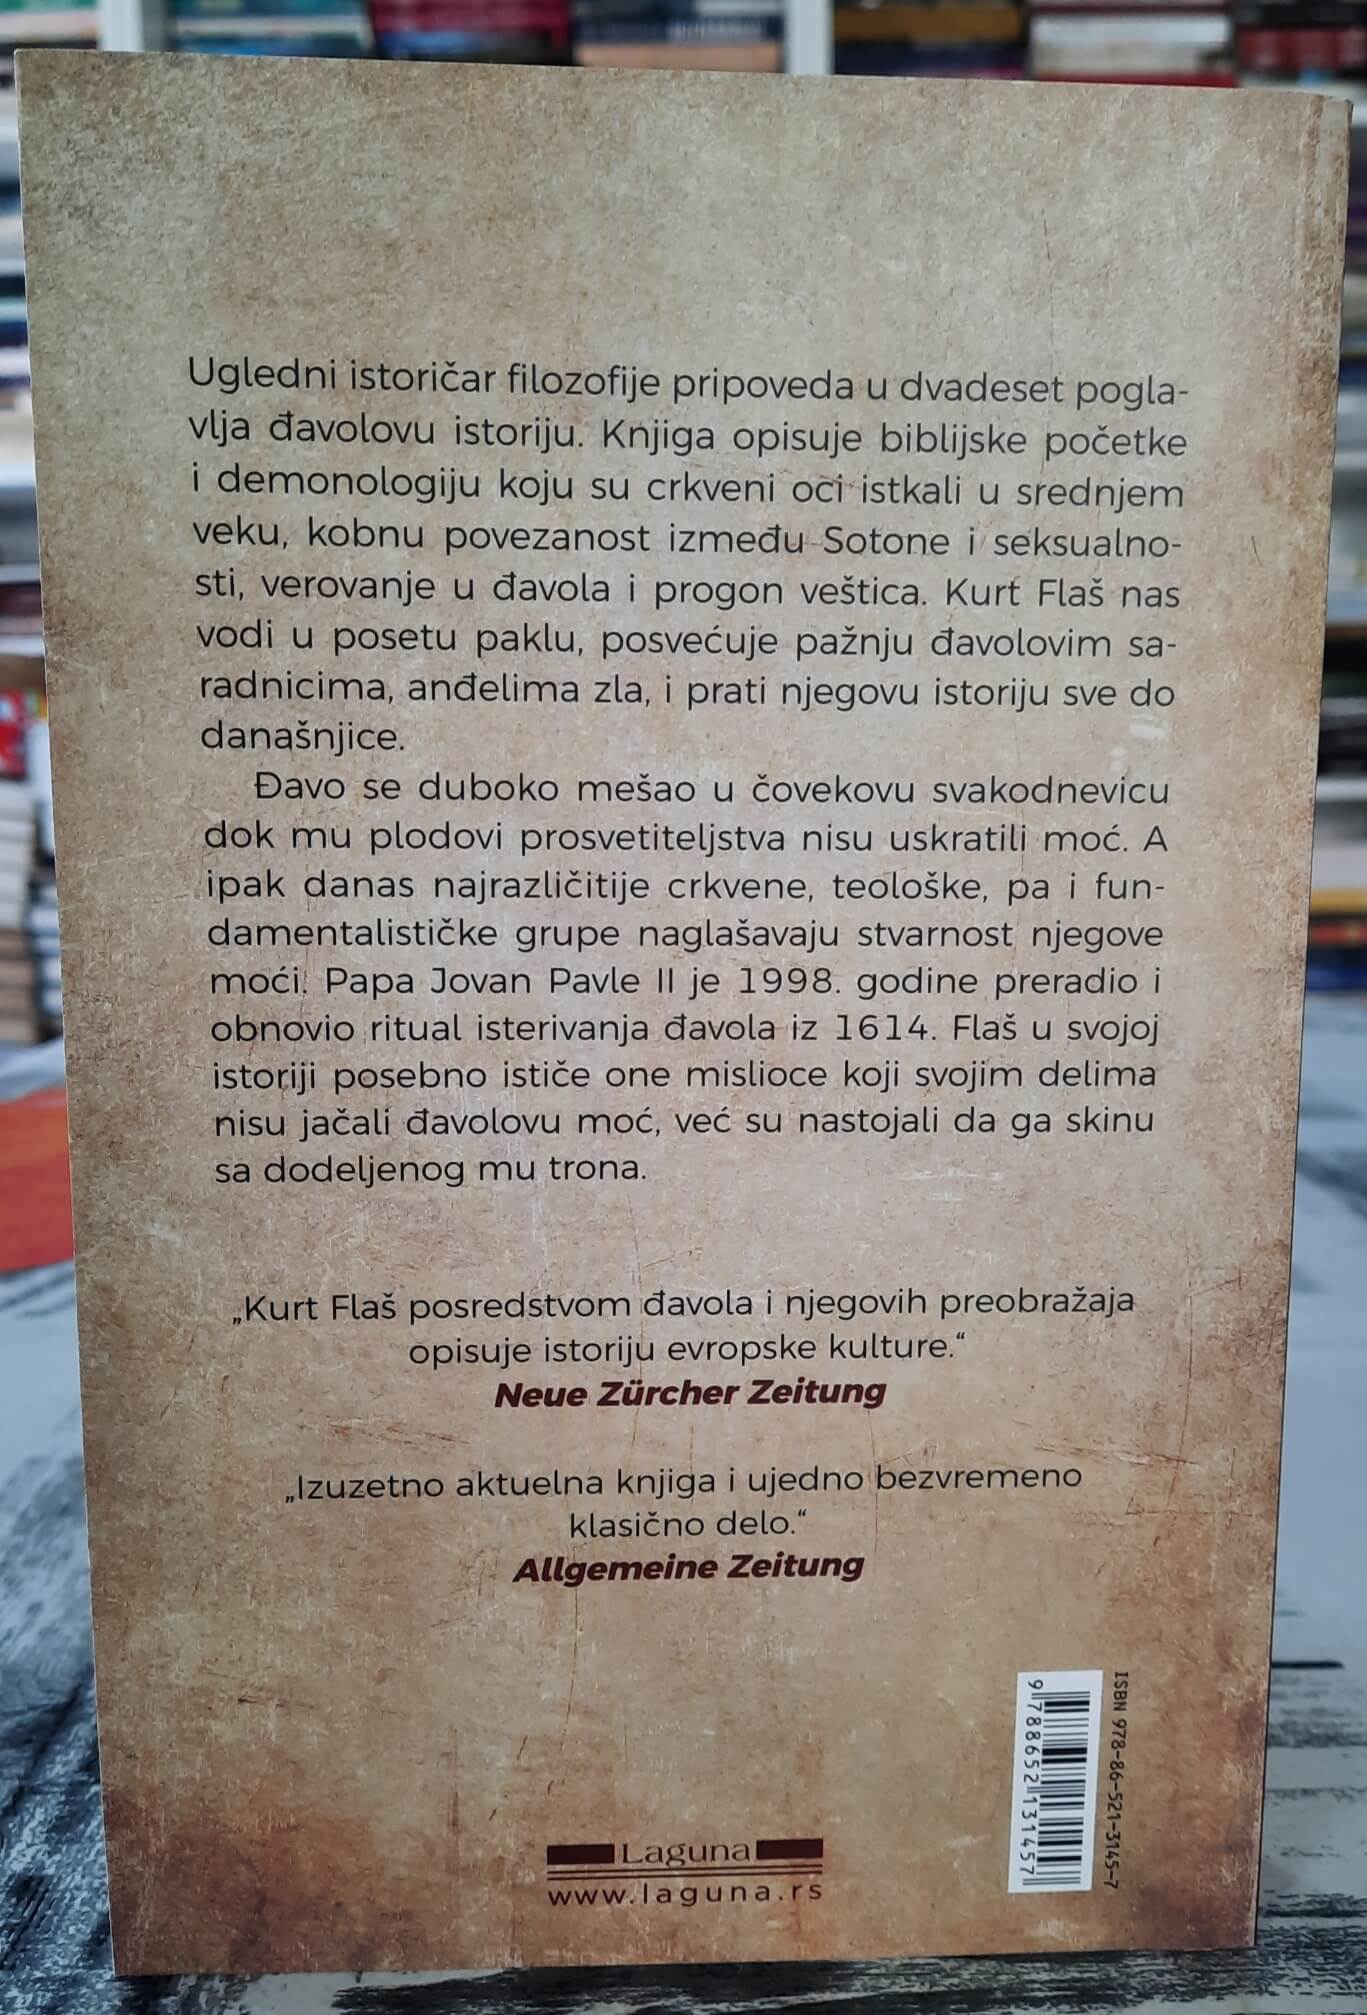 Ugledni istoričar filozofije pripoveda u dvadeset pogla-
vlja đavolovu istoriju. Knjiga opisuje biblijske početke
i demonologiju koju su crkveni oci istkali u srednjem
veku, kobnu povezanost između Sotone i seksualno-
sti, verovanje u đavola i progon veštica. Kurt Flaš nas
vodi u posetu paklu, posvećuje pažnju đavolovim sa-
radnicima, anđelima zla, i prati njegovu istoriju sve do
današnjice.
Đavo se duboko mešao u čovekovu svakodnevicu
dok mu plodovi prosvetiteljstva nisu uskratili moć. A
ipak danas najrazličitije crkvene, teološke, pa i fun-
damentalističke grupe naglašavaju stvarnost njegove
moći. Papa Jovan Pavle II je 1998. godine preradio i
obnovio ritual isterivanja đavola iz 1614. Flaš u svojoj
istoriji posebno ističe one mislioce koji svojim delima
nisu jačali đavolovu moć, već su nastojali da ga skinu
sa dodeljenog mu trona.
„Kurt Flaš posredstvom đavola i njegovih preobražaja
opisuje istoriju evropske kulture.“
Neue Zürcher Zeitung
„Izuzetno aktuelna knjiga i ujedno bezvremeno
klasično delo.“
Allgemeine Zeitung
ISBN 978-86-521-3145-7
9 788652 131457
Laguna
www.laguna.rs